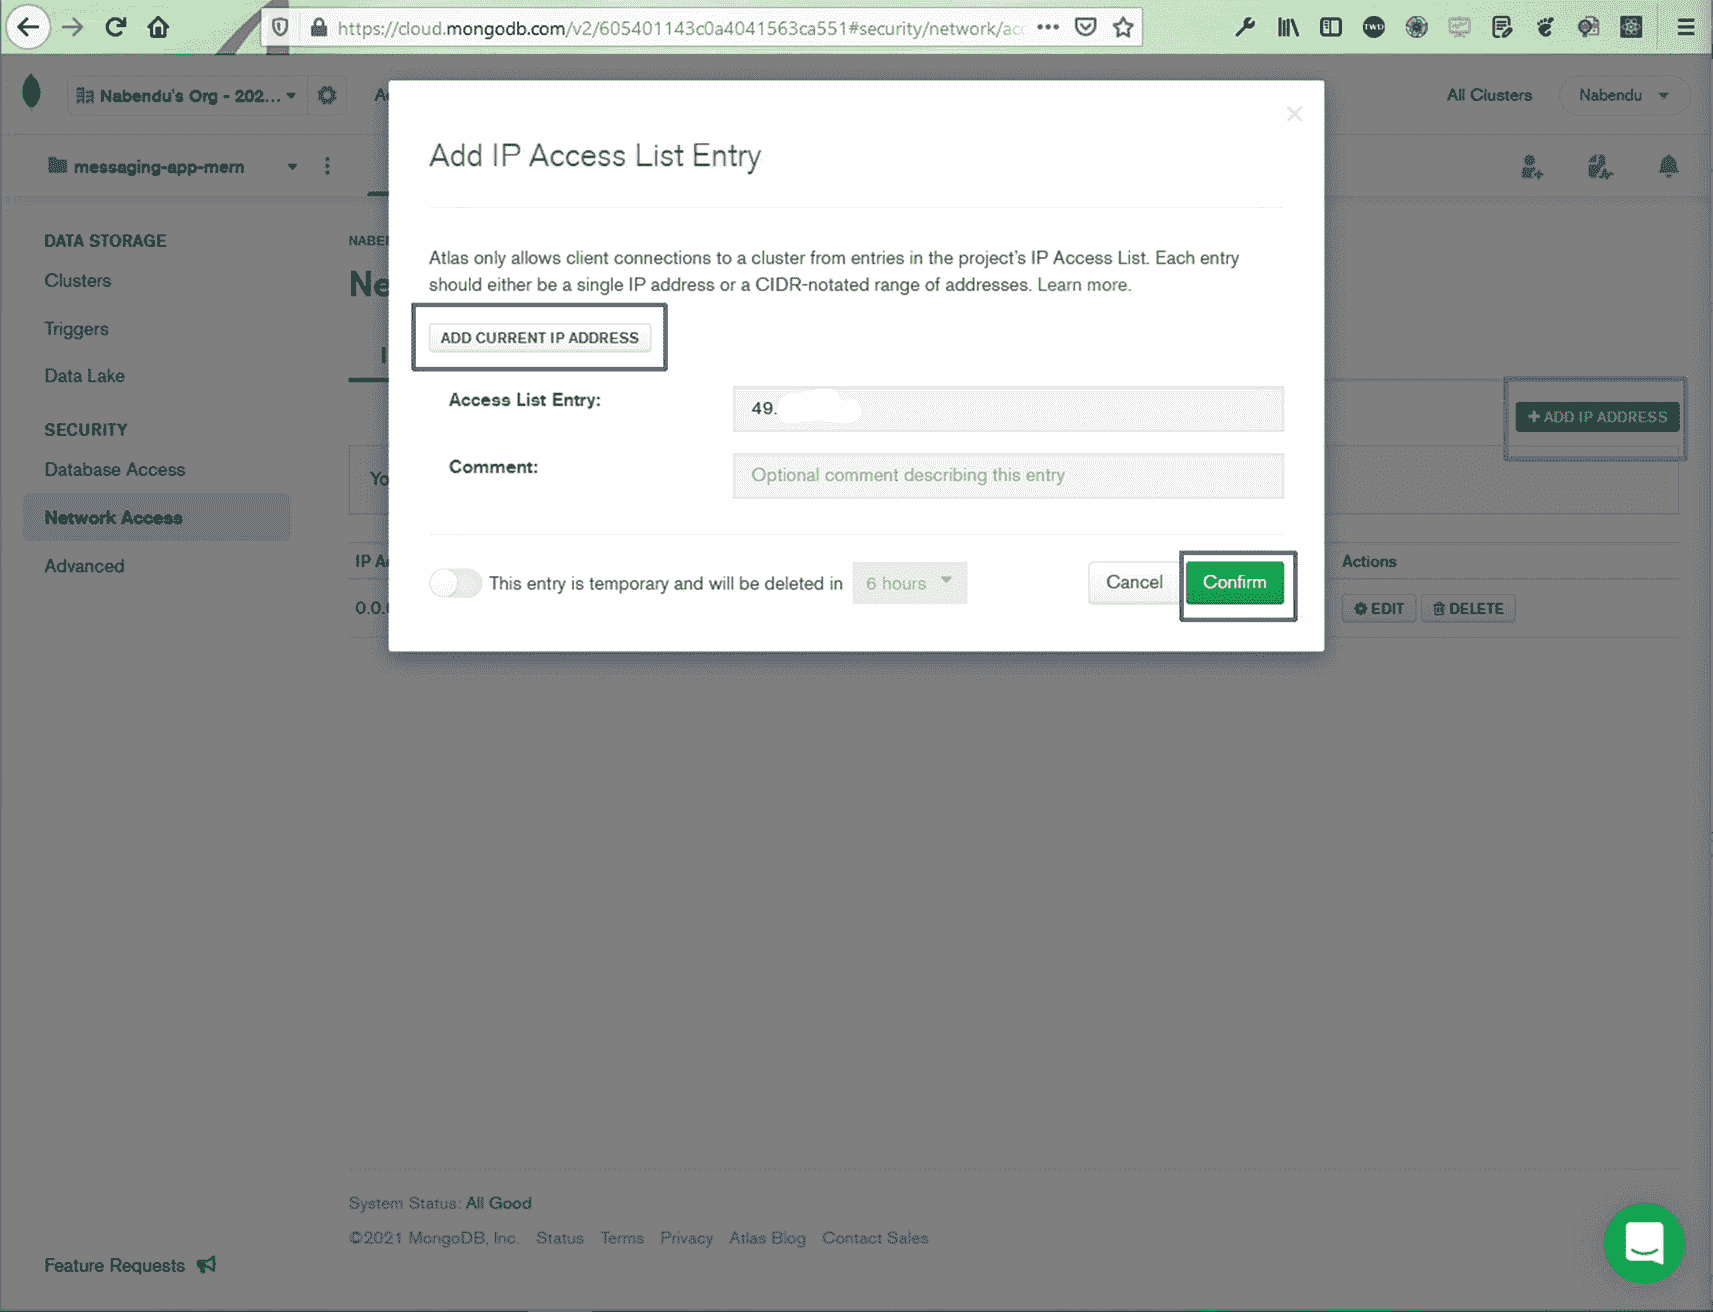 https://cloud.mongodb.com/v2/605401143c0a4041563ca551#security/network/acc
TWD
Nabendu's Org - 202...
All Clusters
Nabendu
messaging-app-mern
DATA STORAGE
Clusters
Triggers
Data Lake
SECURITY
Database Access
Network Access
Advanced
Feature Requests
NABE
Ne
Yo
IP A
0.0.
Add IP Access List Entry
Atlas only allows client connections to a cluster from entries in the project's IP Access List. Each entry
should either be a single IP address or a CIDR-notated range of addresses. Learn more.
ADD CURRENT IP ADDRESS
Access List Entry:
49.
Comment:
Optional comment describing this entry
This entry is temporary and will be deleted in
6 hours
Cancel
Confirm
+ ADD IP ADDRESS
Actions
EDIT
DELETE
System Status: All Good
©2021 MongoDB, Inc. Status Terms Privacy Atlas Blog Contact Sales